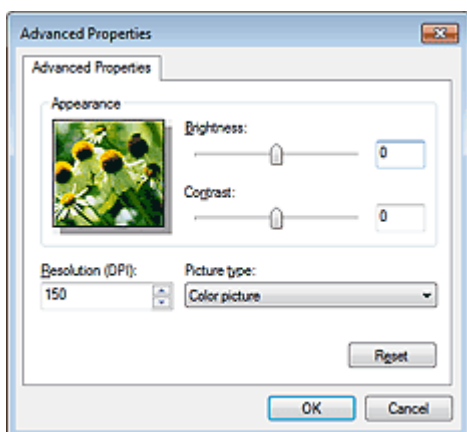 Advanced Properties
Advanced Properties
Appearance
Brightness:
0
Contrast:
0
Resolution (DPI):
Picture type:
150
Color picture
Reset
OK
Cancel